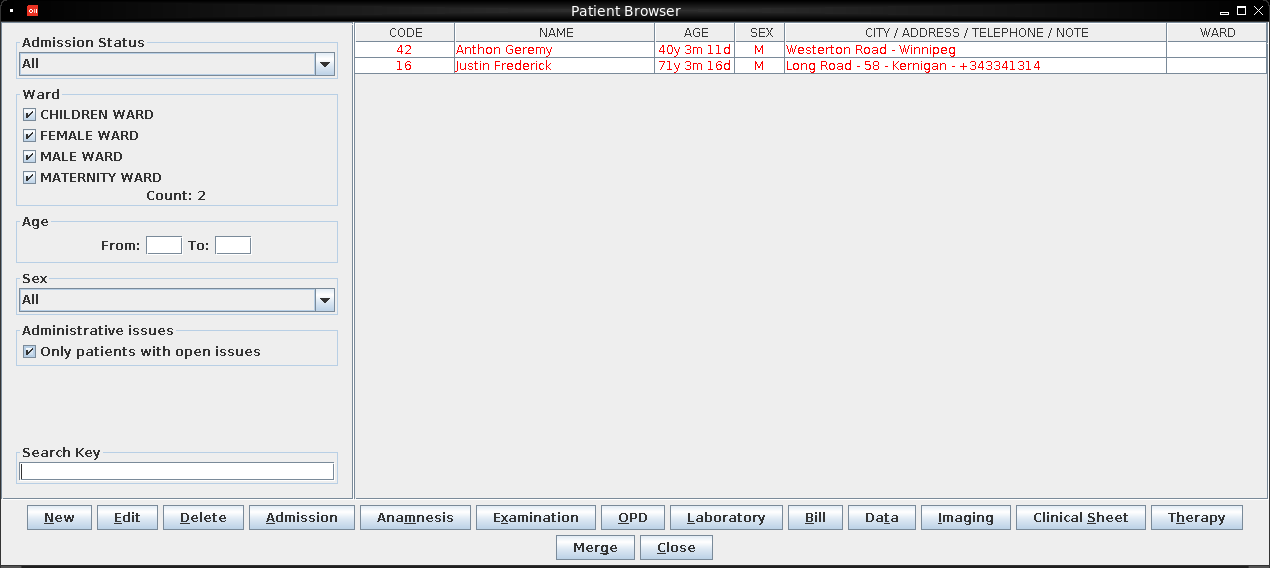 OH
Patient Browser
Admission Status
All
Ward
CHILDREN WARD
FEMALE WARD
MALE WARD
MATERNITY WARD
Count: 2
Age
From: To:
Sex
All
Administrative issues
Only patients with open issues
Search Key
CODE NAME AGE SEX CITY / ADDRESS / TELEPHONE / NOTE WARD
42 Anthon Geremy 40y 3m 11d M Westerton Road - Winnipeg
16 Justin Frederick 71y 3m 16d M Long Road - 58 - Kernigan - +343341314
New Edit Delete Admission Anamnesis Examination OPD Laboratory Bill Data Imaging Clinical Sheet Therapy
Merge Close